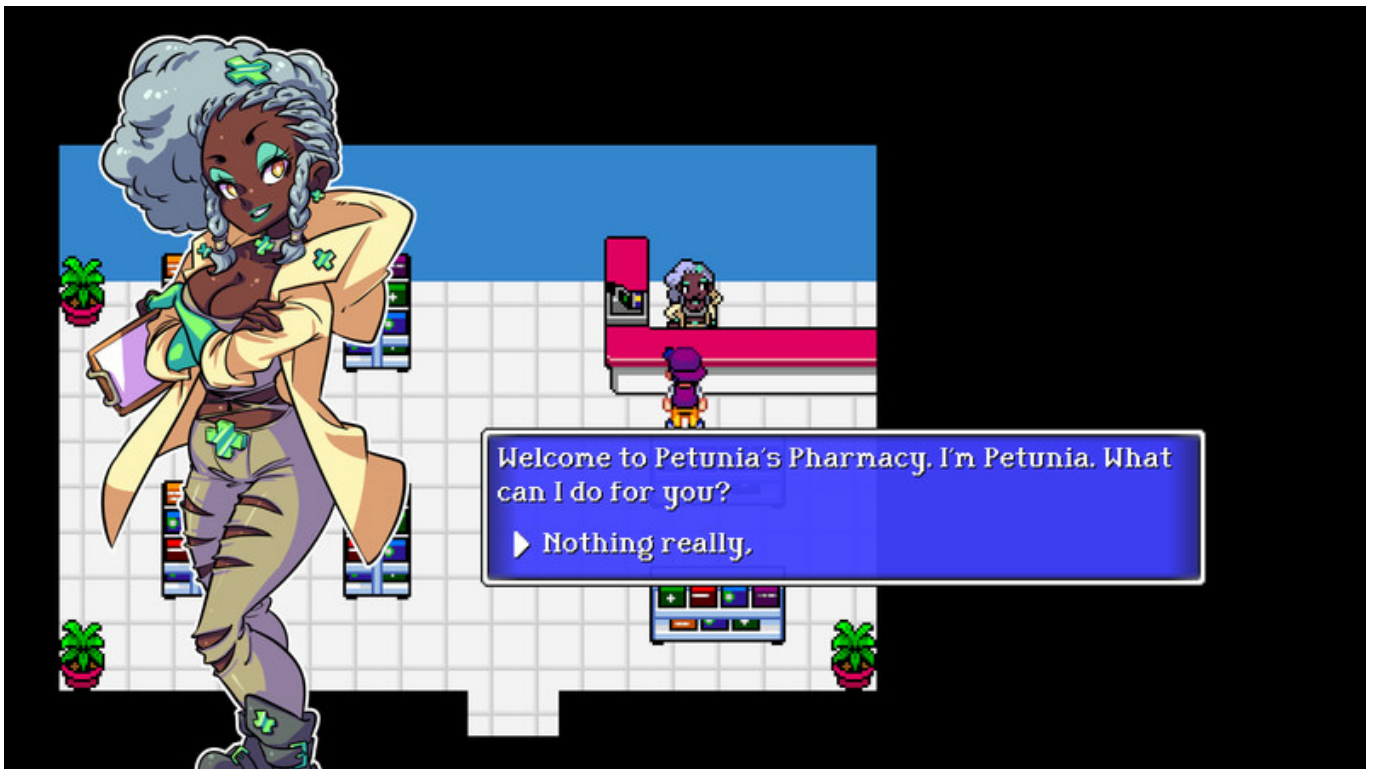 Welcome to Petunia's Pharmacy. I'm Petunia. What
can I do for you?
Nothing really,